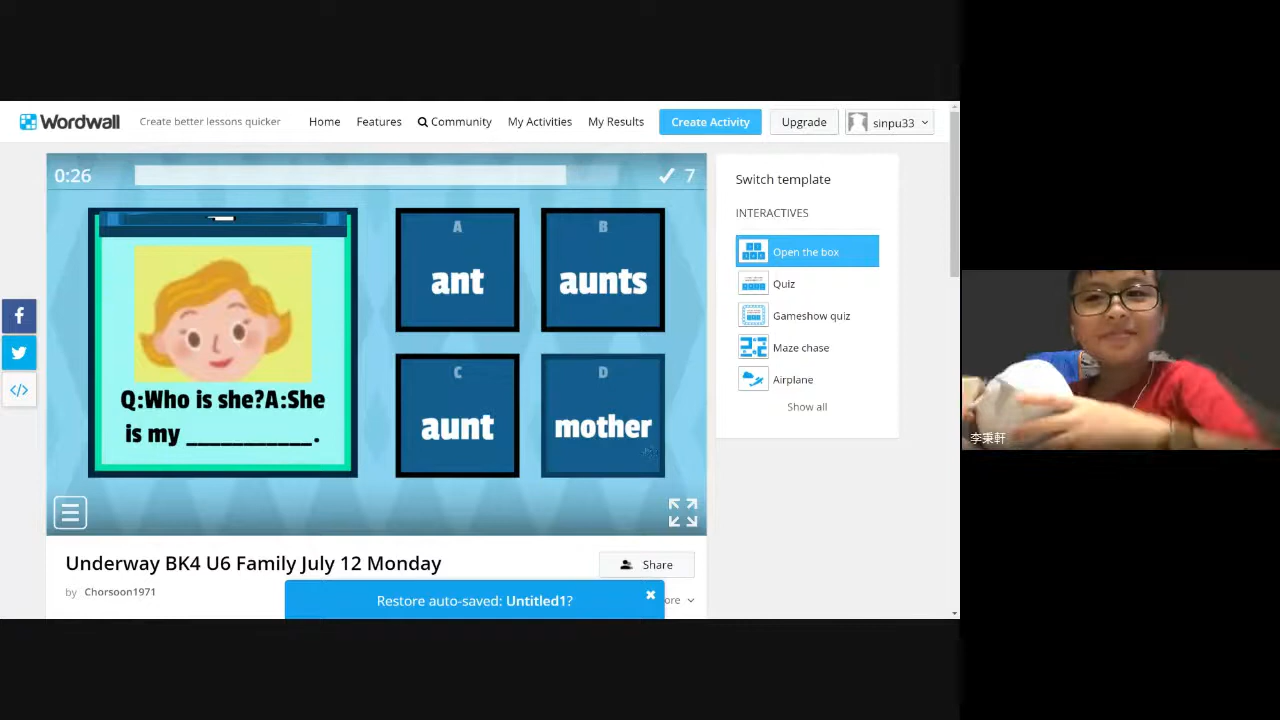 Wordwall
Create better lessons quicker
Home
Features
Community
My Activities
My Results
Create Activity
Upgrade
sinpu33
0:26
7
Q:Who is she?A:She
is my ___________.
A
ant
B
aunts
C
aunt
D
mother
Switch template
INTERACTIVES
Open the box
Quiz
Gameshow quiz
Maze chase
Airplane
Show all
李秉軒
Underway BK4 U6 Family July 12 Monday
Share
by Chorsoon1971
Restore auto-saved: Untitled1?
ore